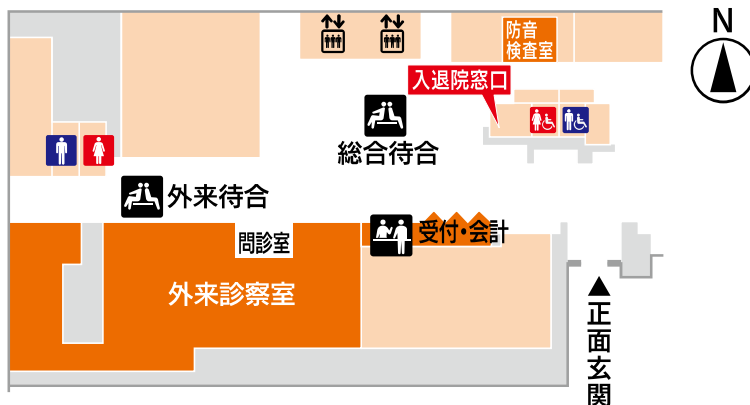 防音
検査室
N
入退院窓口
総合待合
外来待合
受付・会計
問診室
外来診察室
▲正面玄関